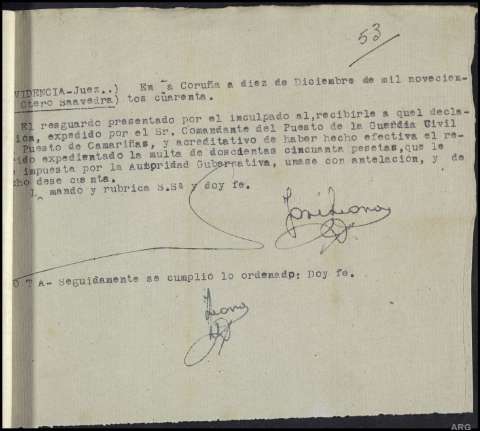 53
VIDENCIA-Juez..) En la Coruña a diez de Diciembre de mil novecien-
Otero Saavedra) tos cuarenta.
El resguardo presentado por el inculpado al, recibirle a quel decla-
ica, expedido por el Sr. Comandante del Puesto de la Guardia Civil
Puesto de Camariñas, y acreditativo de haber hecho efectiva el re-
ido expedientado la multa de doscientas cincuanta pesetas, que le
impuesta por la Autoridad Gubernativa, unase con antelación, y de
ho dese cuenta.
mando y rubrica S.Sª y doy fe.
O T A- Seguidamente se cumplio lo ordenado; Doy fe.
ARG